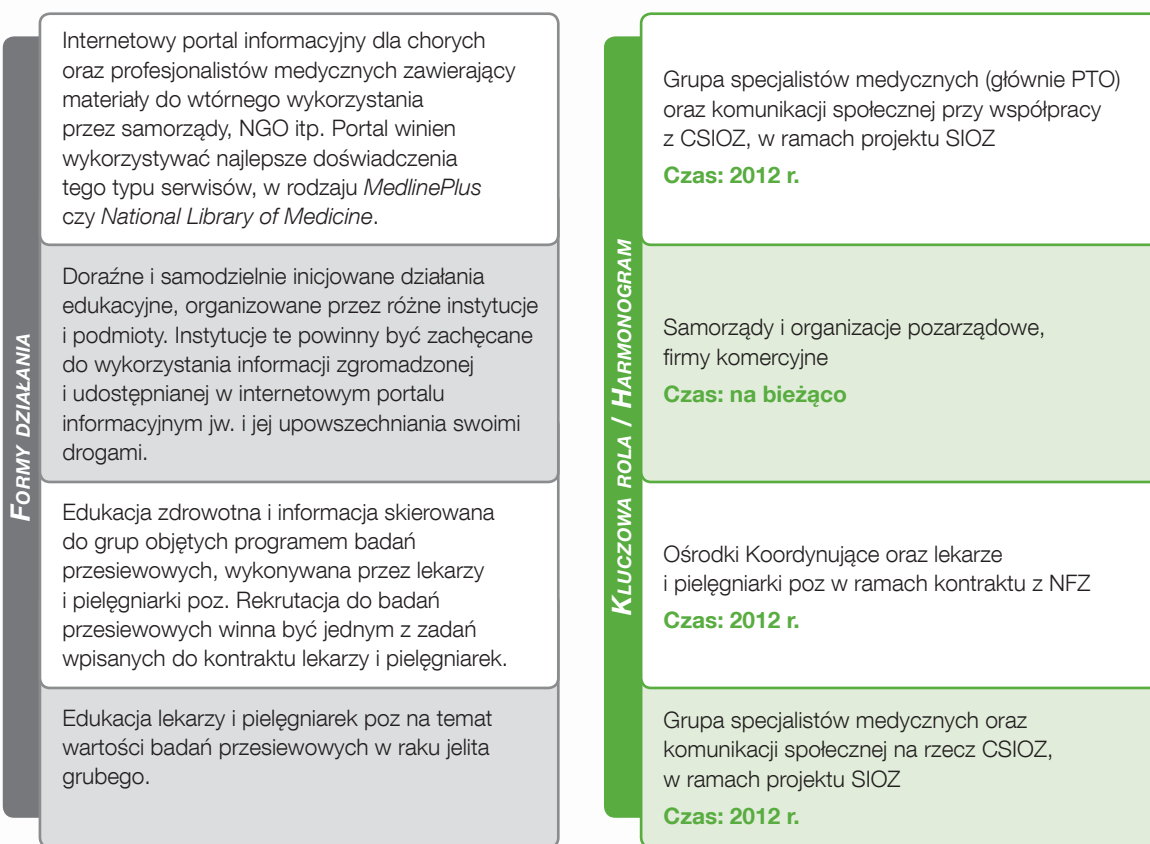 FORMY DZIAŁANIA
Internetowy portal informacyjny dla chorych
oraz profesjonalistów medycznych zawierający
materiały do wtórnego wykorzystania
przez samorządy, NGO itp. Portal winien
wykorzystywać najlepsze doświadczenia
tego typu serwisów, w rodzaju MedlinePlus
czy National Library of Medicine.
Doraźne i samodzielnie inicjowane działania
edukacyjne, organizowane przez różne instytucje
i podmioty. Instytucje te powinny być zachęcane
do wykorzystania informacji zgromadzonej
i udostępnianej w internetowym portalu
informacyjnym jw. i jej upowszechniania swoimi
drogami.
Edukacja zdrowotna i informacja skierowana
do grup objętych programem badań
przesiewowych, wykonywana przez lekarzy
i pielęgniarki poz. Rekrutacja do badań
przesiewowych winna być jednym z zadań
wpisanych do kontraktu lekarzy i pielęgniarek.
Edukacja lekarzy i pielęgniarek poz na temat
wartości badań przesiewowych w raku jelita
grubego.
KLUCZOWA ROLA / HARMONOGRAM
Grupa specjalistów medycznych (głównie PTO)
oraz komunikacji społecznej przy współpracy
z CSIOZ, w ramach projektu SIOZ
Czas: 2012 r.
Samorządy i organizacje pozarządowe,
firmy komercyjne
Czas: na bieżąco
Ośrodki Koordynujące oraz lekarze
i pielęgniarki poz w ramach kontraktu z NFZ
Czas: 2012 r.
Grupa specjalistów medycznych oraz
komunikacji społecznej na rzecz CSIOZ,
w ramach projektu SIOZ
Czas: 2012 r.